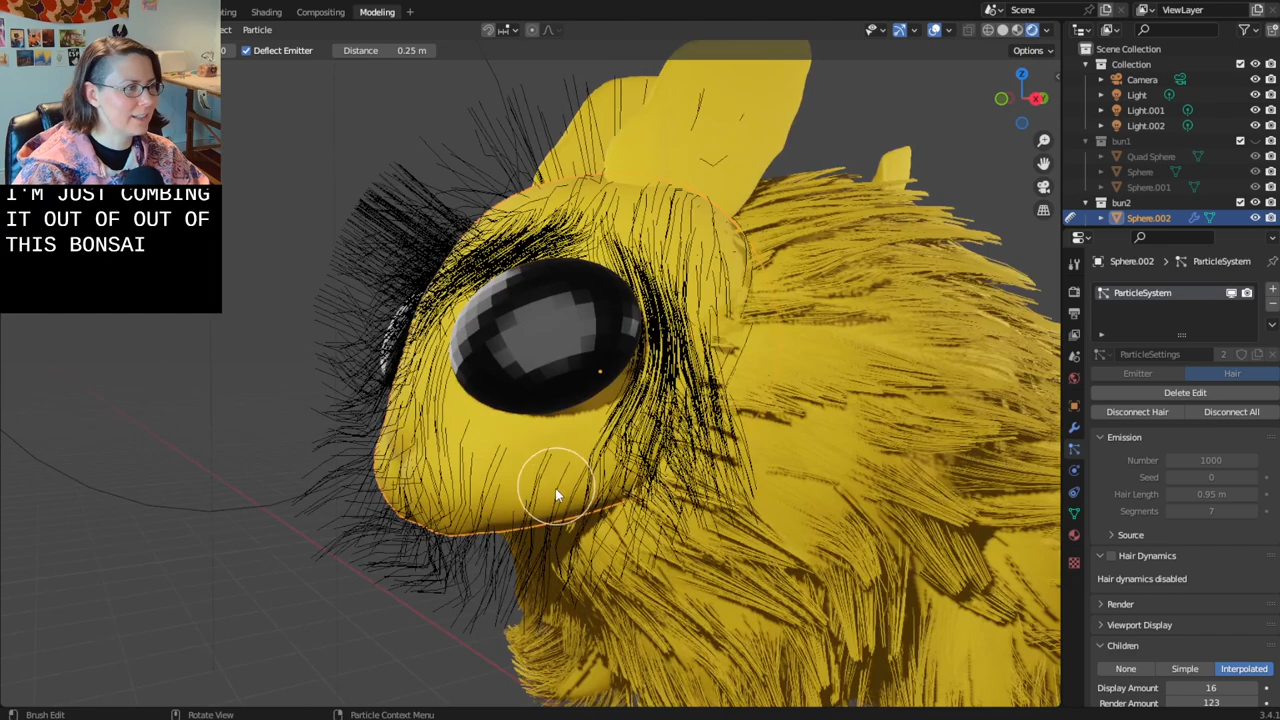 Shading
Compositing
Modeling
+
Scene
ViewLayer
Particle
0
Deflect Emitter
Distance
0.25 m
Options
I'M JUST COMBING
IT OUT OF OUT OF
THIS BONSAI
Z
X
Scene Collection
Collection
Camera
Light
Light.001
Light.002
bun1
Quad Sphere
Sphere
Sphere.001
bun2
Sphere.002
Sphere.002 > ParticleSystem
ParticleSystem
ParticleSettings
2
Emitter
Hair
Delete Edit
Disconnect Hair
Disconnect All
Emission
Number
1000
Seed
0
Hair Length
0.95 m
Segments
7
Source
Hair Dynamics
Hair dynamics disabled
Render
Viewport Display
Children
None
Simple
Interpolated
Display Amount
16
Render Amount
123
Brush Edit
Rotate View
Particle Context Menu
3.4.1